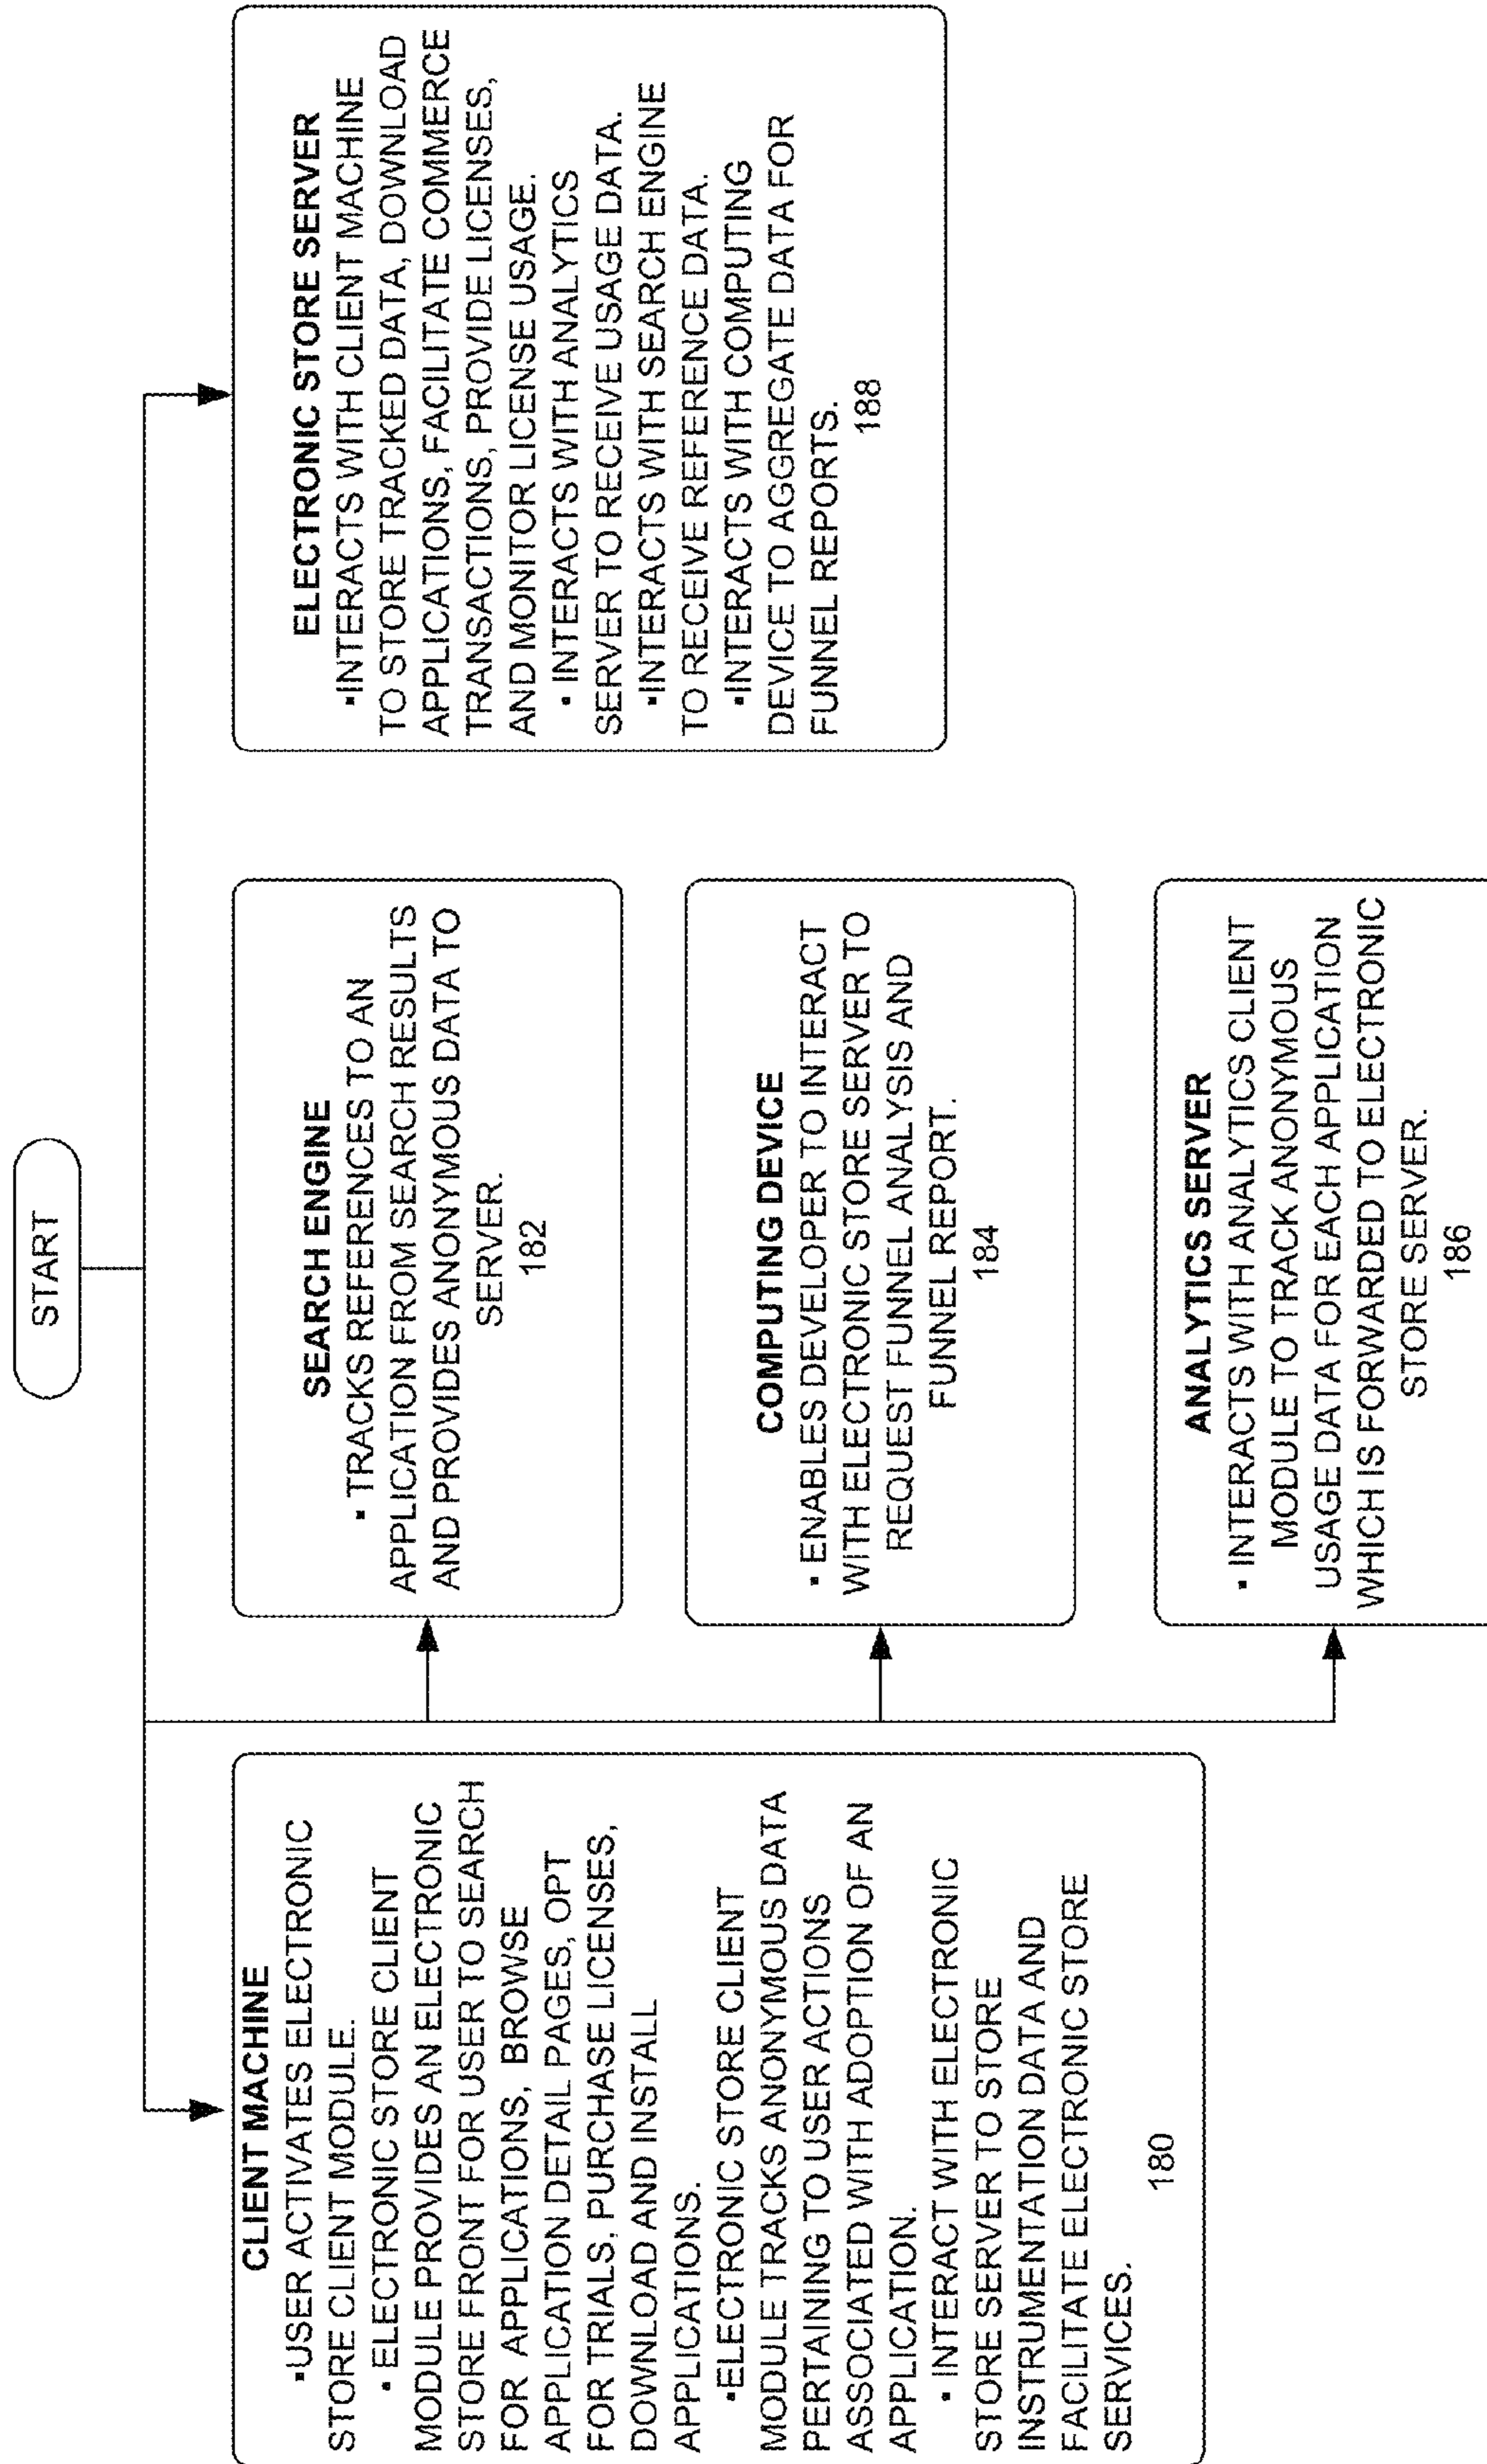 START
CLIENT MACHINE
▪USER ACTIVATES ELECTRONIC
STORE CLIENT MODULE.
▪ ELECTRONIC STORE CLIENT
MODULE PROVIDES AN ELECTRONIC
STORE FRONT FOR USER TO SEARCH
FOR APPLICATIONS, BROWSE
APPLICATION DETAIL PAGES, OPT
FOR TRIALS, PURCHASE LICENSES,
DOWNLOAD AND INSTALL
APPLICATIONS.
▪ELECTRONIC STORE CLIENT
MODULE TRACKS ANONYMOUS DATA
PERTAINING TO USER ACTIONS
ASSOCIATED WITH ADOPTION OF AN
APPLICATION.
▪ INTERACT WITH ELECTRONIC
STORE SERVER TO STORE
INSTRUMENTATION DATA AND
FACILITATE ELECTRONIC STORE
SERVICES.
180
SEARCH ENGINE
▪ TRACKS REFERENCES TO AN
APPLICATION FROM SEARCH RESULTS
AND PROVIDES ANONYMOUS DATA TO
SERVER.
182
COMPUTING DEVICE
▪ ENABLES DEVELOPER TO INTERACT
WITH ELECTRONIC STORE SERVER TO
REQUEST FUNNEL ANALYSIS AND
FUNNEL REPORT.
184
ANALYTICS SERVER
▪ INTERACTS WITH ANALYTICS CLIENT
MODULE TO TRACK ANONYMOUS
USAGE DATA FOR EACH APPLICATION
WHICH IS FORWARDED TO ELECTRONIC
STORE SERVER.
186
ELECTRONIC STORE SERVER
▪INTERACTS WITH CLIENT MACHINE
TO STORE TRACKED DATA, DOWNLOAD
APPLICATIONS, FACILITATE COMMERCE
TRANSACTIONS, PROVIDE LICENSES,
AND MONITOR LICENSE USAGE.
▪ INTERACTS WITH ANALYTICS
SERVER TO RECEIVE USAGE DATA.
▪INTERACTS WITH SEARCH ENGINE
TO RECEIVE REFERENCE DATA.
▪INTERACTS WITH COMPUTING
DEVICE TO AGGREGATE DATA FOR
FUNNEL REPORTS.
188